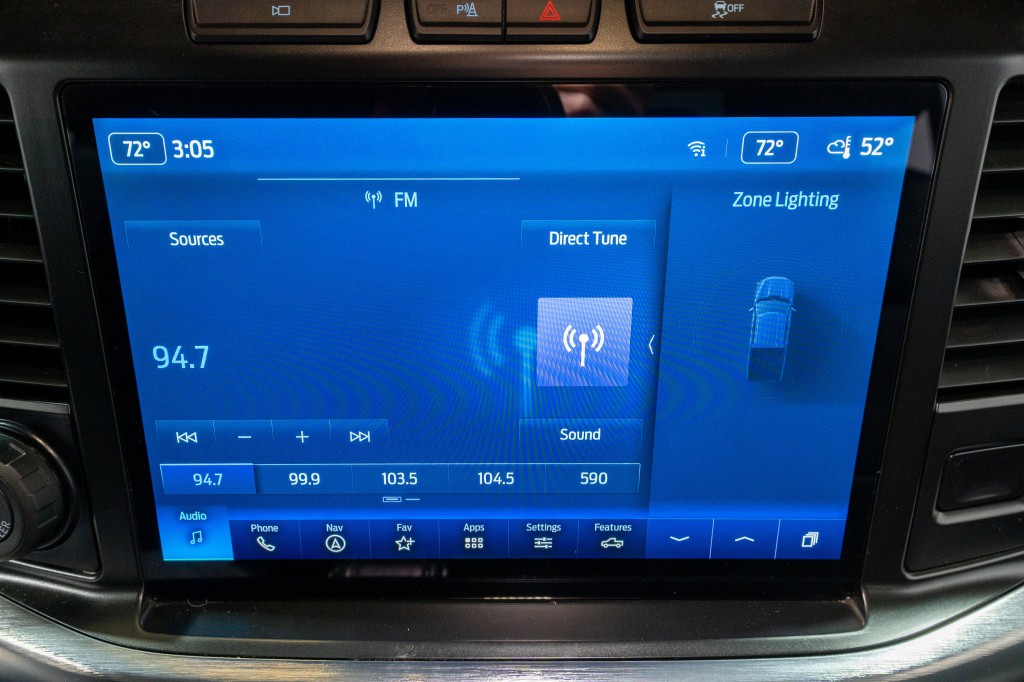 OFF P
OFF
72° 3:05 72° 52°
FM
Zone Lighting
Sources
Direct Tune
94.7
Sound
94.7 99.9 103.5 104.5 590
Audio Phone Nav Fav Apps Settings Features